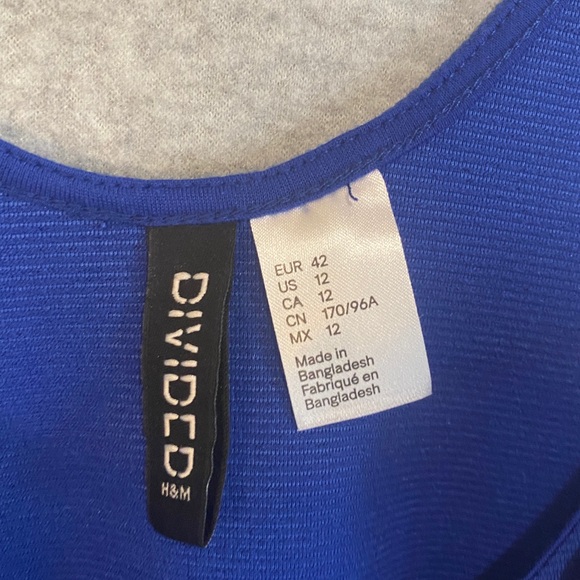 DIVIDED
H&M
EUR 42
US 12
CA 12
CN 170/96A
MX 12
Made in
Bangladesh
Fabriqué en
Bangladesh